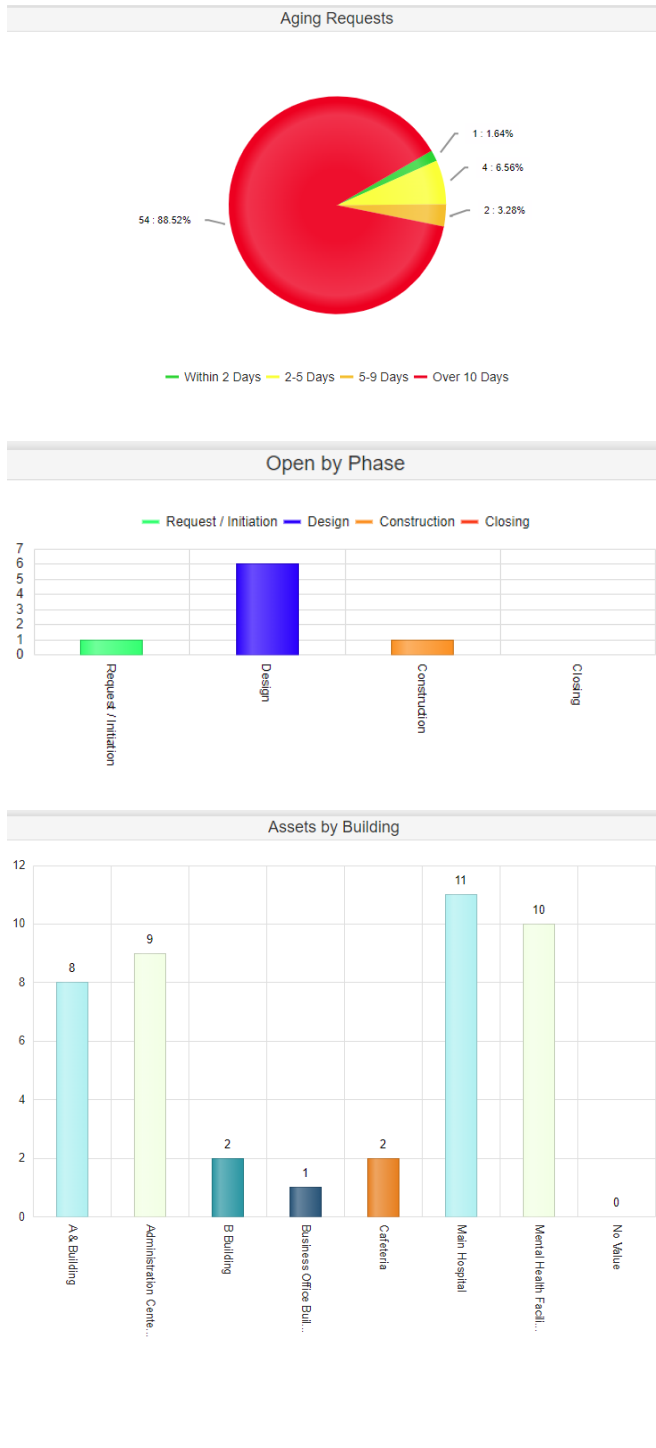 Aging Requests
1 : 1.64%
4 : 6.56%
2 : 3.28%
54 : 88.52%
Within 2 Days 2-5 Days 5-9 Days Over 10 Days
Open by Phase
Request / Initiation Design Construction Closing
7
6
5
4
3
2
1
0
Request / Initiation
Design
Construction
Closing
Assets by Building
12
10
8
6
4
2
0
8
9
2
1
2
11
10
0
A & Building
Administration Cente...
B Building
Business Office Buil...
Cafeteria
Main Hospital
Mental Health Facili...
No Value